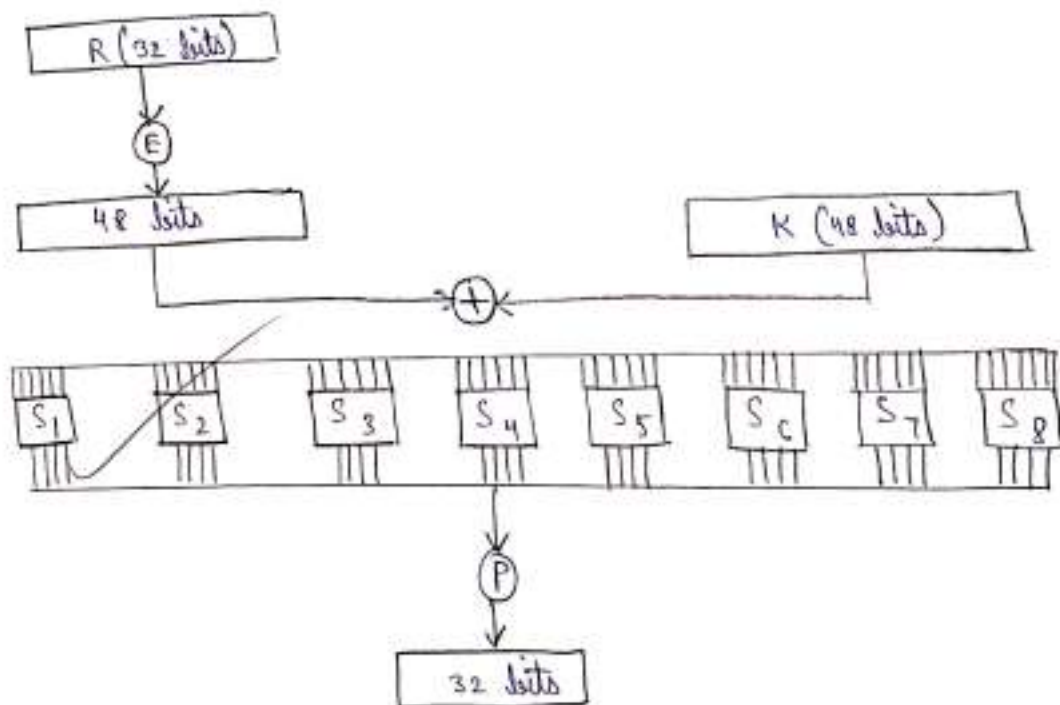 R (32 bits)
E
48 bits
K (48 bits)
+
S1 S2 S3 S4 S5 S6 S7 S8
P
32 bits